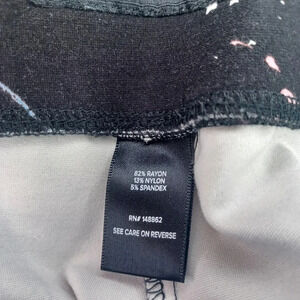 82% RAYON
13% NYLON
5% SPANDEX
RN# 148862
SEE CARE ON REVERSE